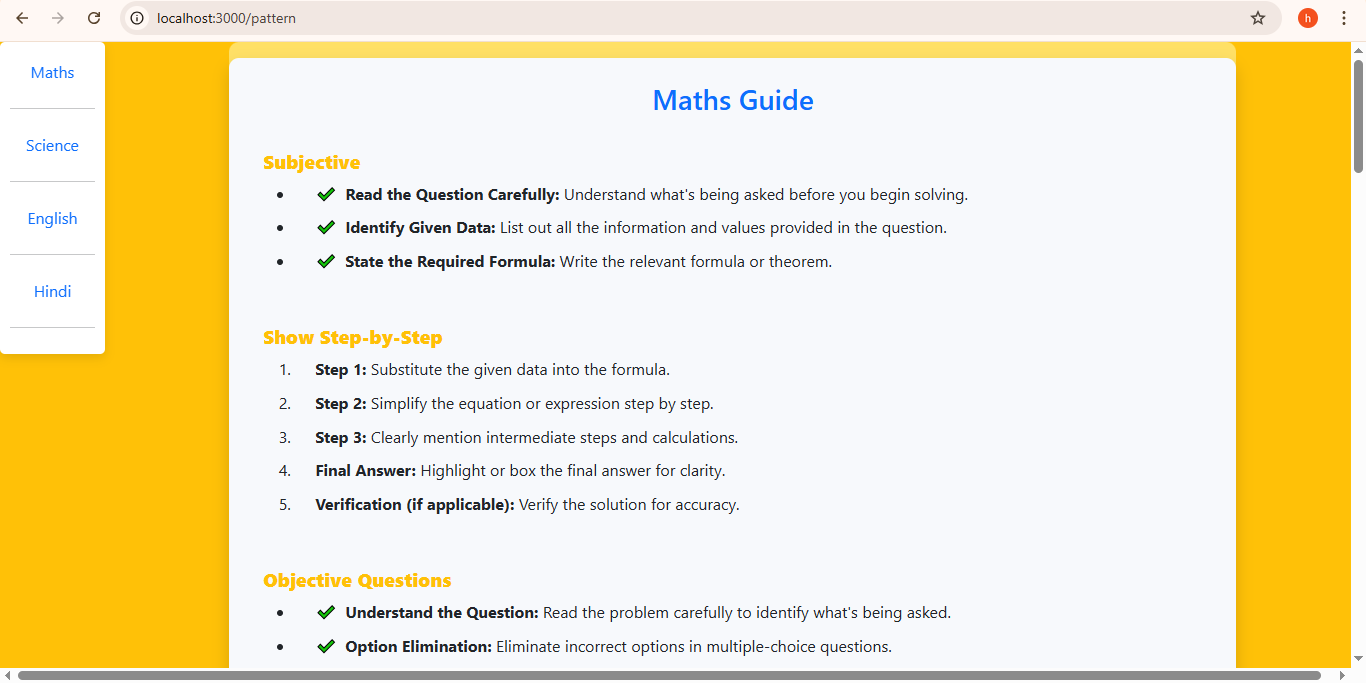 localhost:3000/pattern
h
Maths
Science
English
Hindi
Maths Guide
Subjective
• ✔ Read the Question Carefully: Understand what's being asked before you begin solving.
• ✔ Identify Given Data: List out all the information and values provided in the question.
• ✔ State the Required Formula: Write the relevant formula or theorem.
Show Step-by-Step
1. Step 1: Substitute the given data into the formula.
2. Step 2: Simplify the equation or expression step by step.
3. Step 3: Clearly mention intermediate steps and calculations.
4. Final Answer: Highlight or box the final answer for clarity.
5. Verification (if applicable): Verify the solution for accuracy.
Objective Questions
• ✔ Understand the Question: Read the problem carefully to identify what's being asked.
• ✔ Option Elimination: Eliminate incorrect options in multiple-choice questions.